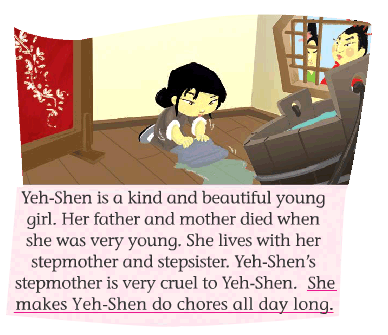 Yeh-Shen is a kind and beautiful young
girl. Her father and mother died when
she was very young. She lives with her
stepmother and stepsister. Yeh-Shen's
stepmother is very cruel to Yeh-Shen. She
makes Yeh-Shen do chores all day long.